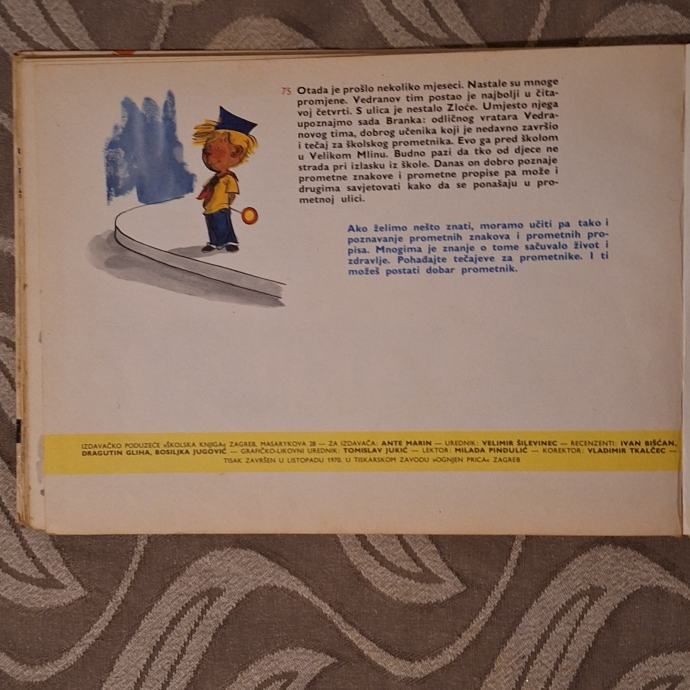 75 Otada je prošlo nekoliko mjeseci. Nastale su mnoge
promjene. Vedranov tim postao je najbolji u čita-
voj četvrti. S ulica je nestalo Zloće. Umjesto njega
upoznajmo sada Branka: odličnog vratara Vedra-
novog tima, dobrog učenika koji je nedavno završio
i tečaj za školskog prometnika. Evo ga pred školom
u Velikom Mlinu. Budno pazi da tko od djece ne
strada pri izlasku iz škole. Danas on dobro poznaje
prometne znakove i prometne propise pa može i
drugima savjetovati kako da se ponašaju u pro-
metnoj ulici.
Ako želimo nešto znati, moramo učiti pa tako i
poznavanje prometnih znakova i prometnih pro-
pisa. Mnogima je znanje o tome sačuvalo život i
zdravlje. Pohađajte tečajeve za prometnike. I ti
možeš postati dobar prometnik.
IZDAVAČKO PODUZEĆE »ŠKOLSKA KNJIGA« ZAGREB, MASARYKOVA 28 — ZA IZDAVAČA: ANTE MARIN — UREDNIK: VELIMIR ŠILEVINEC — RECENZENTI: IVAN BIŠĆAN,
DRAGUTIN GLIHA, BOSILJKA JUGOVIĆ — GRAFIČKO-LIKOVNI UREDNIK: TOMISLAV JUKIĆ — LEKTOR: MILADA PINDULIĆ — KOREKTOR: VLADIMIR TKALČEC —
TISAK ZAVRŠEN U LISTOPADU 1970. U TISKARSKOM ZAVODU »OGNJEN PRICA« ZAGREB